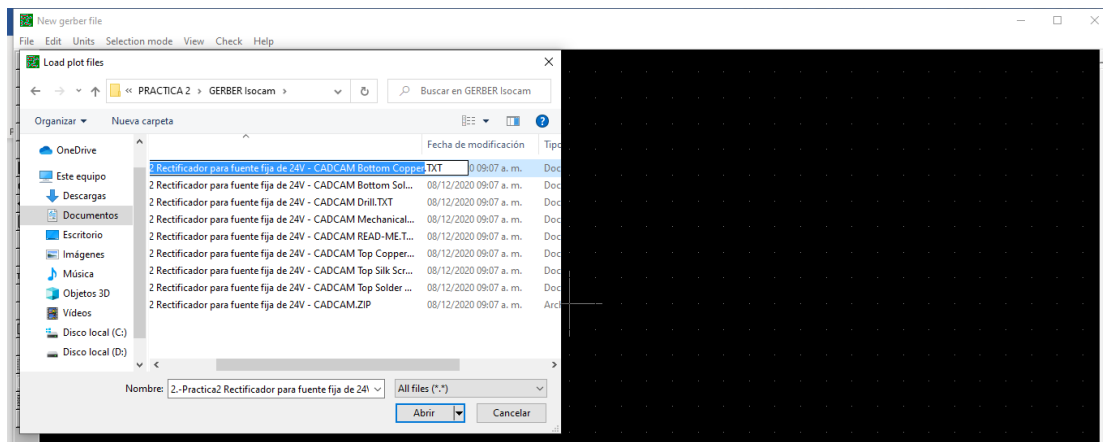 New gerber file
File Edit Units Selection mode View Check Help
Load plot files
« PRACTICA 2 › GERBER Isocam ›
Buscar en GERBER Isocam
Organizar Nueva carpeta
Fecha de modificación Tipo
OneDrive
Este equipo
Descargas
Documentos
Escritorio
Imágenes
Música
Objetos 3D
Vídeos
Disco local (C:)
Disco local (D:)
2 Rectificador para fuente fija de 24V - CADCAM Bottom Copper.TXT 0 09:07 a. m. Doc
2 Rectificador para fuente fija de 24V - CADCAM Bottom Sol... 08/12/2020 09:07 a. m. Doc
2 Rectificador para fuente fija de 24V - CADCAM Drill.TXT 08/12/2020 09:07 a. m. Doc
2 Rectificador para fuente fija de 24V - CADCAM Mechanical... 08/12/2020 09:07 a. m. Doc
2 Rectificador para fuente fija de 24V - CADCAM READ-ME.T... 08/12/2020 09:07 a. m. Doc
2 Rectificador para fuente fija de 24V - CADCAM Top Copper... 08/12/2020 09:07 a. m. Doc
2 Rectificador para fuente fija de 24V - CADCAM Top Silk Scr... 08/12/2020 09:07 a. m. Doc
2 Rectificador para fuente fija de 24V - CADCAM Top Solder ... 08/12/2020 09:07 a. m. Doc
2 Rectificador para fuente fija de 24V - CADCAM.ZIP 08/12/2020 09:07 a. m. Arch
Nombre: 2.-Practica2 Rectificador para fuente fija de 24V All files (*.*)
Abrir Cancelar